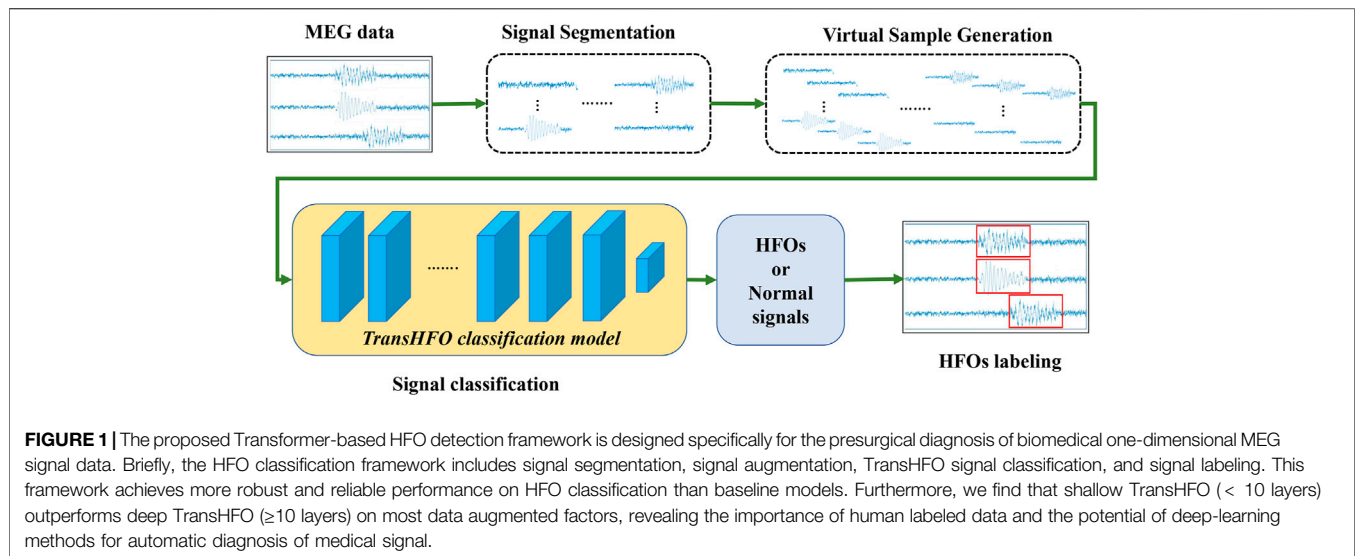 MEG data
Signal Segmentation
Virtual Sample Generation
.......
.......
.......
TransHFO classification model
Signal classification
HFOs
or
Normal
signals
HFOs labeling
FIGURE 1 | The proposed Transformer-based HFO detection framework is designed specifically for the presurgical diagnosis of biomedical one-dimensional MEG
signal data. Briefly, the HFO classification framework includes signal segmentation, signal augmentation, TransHFO signal classification, and signal labeling. This
framework achieves more robust and reliable performance on HFO classification than baseline models. Furthermore, we find that shallow TransHFO ( < 10 layers)
outperforms deep TransHFO (≥10 layers) on most data augmented factors, revealing the importance of human labeled data and the potential of deep-learning
methods for automatic diagnosis of medical signal.